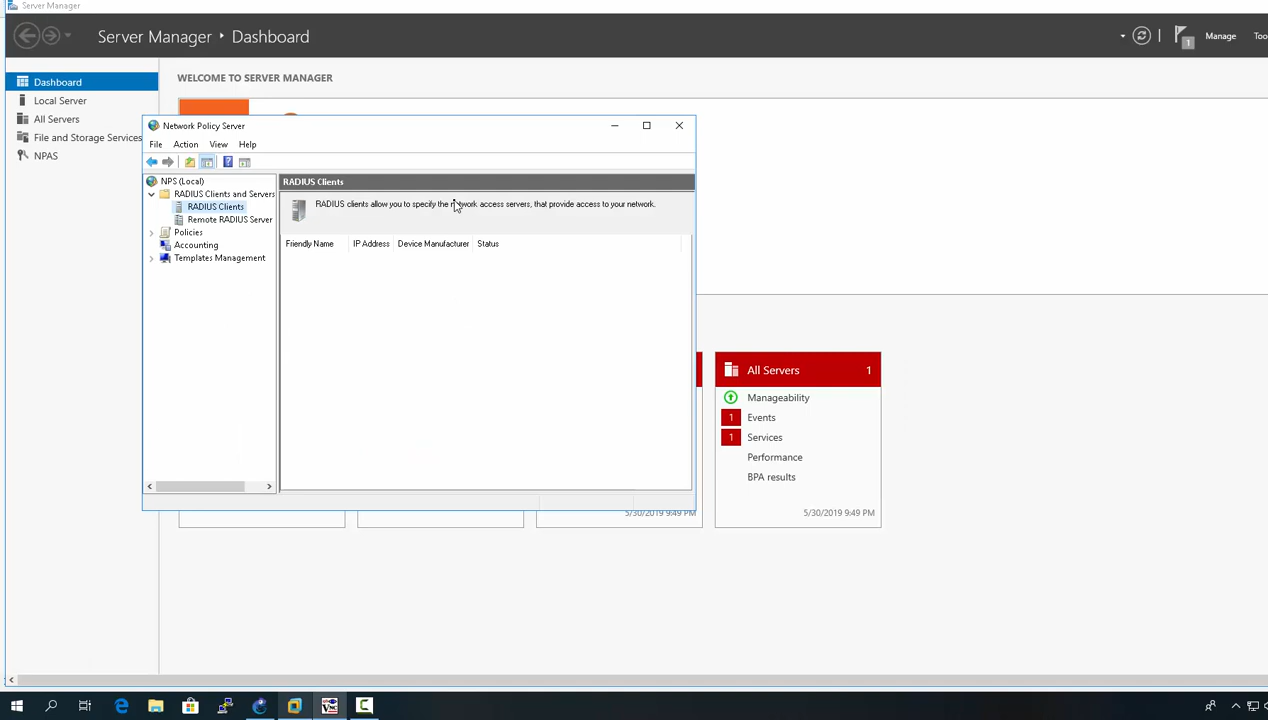 Server Manager
Server Manager
Dashboard
1
Manage
Too
Dashboard
Local Server
All Servers
File and Storage Services
NPAS
WELCOME TO SERVER MANAGER
Network Policy Server
File Action View Help
NPS (Local)
RADIUS Clients and Servers
RADIUS Clients
Remote RADIUS Server
Policies
Accounting
Templates Management
RADIUS Clients
RADIUS clients allow you to specify the network access servers, that provide access to your network.
Friendly Name IP Address Device Manufacturer Status
5/30/2019 9:49 PM
All Servers 1
Manageability
1 Events
1 Services
Performance
BPA results
5/30/2019 9:49 PM